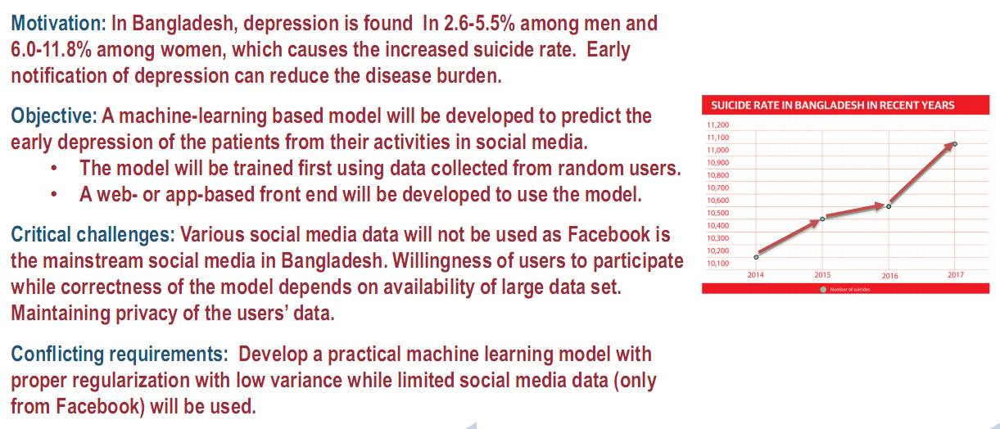 Motivation: In Bangladesh, depression is found In 2.6-5.5% among men and
6.0-11.8% among women, which causes the increased suicide rate. Early
notification of depression can reduce the disease burden.
Objective: A machine-learning based model will be developed to predict the
early depression of the patients from their activities in social media.
• The model will be trained first using data collected from random users.
• A web- or app-based front end will be developed to use the model.
Critical challenges: Various social media data will not be used as Facebook is
the mainstream social media in Bangladesh. Willingness of users to participate
while correctness of the model depends on availability of large data set.
Maintaining privacy of the users' data.
Conflicting requirements: Develop a practical machine learning model with
proper regularization with low variance while limited social media data (only
from Facebook) will be used.
SUICIDE RATE IN BANGLADESH IN RECENT YEARS
11,200
11,100
11,000
10,900
10,800
10,700
10,600
10,500
10,400
10,300
10,200
10,100
2014 2015 2016 2017
Number of suicides